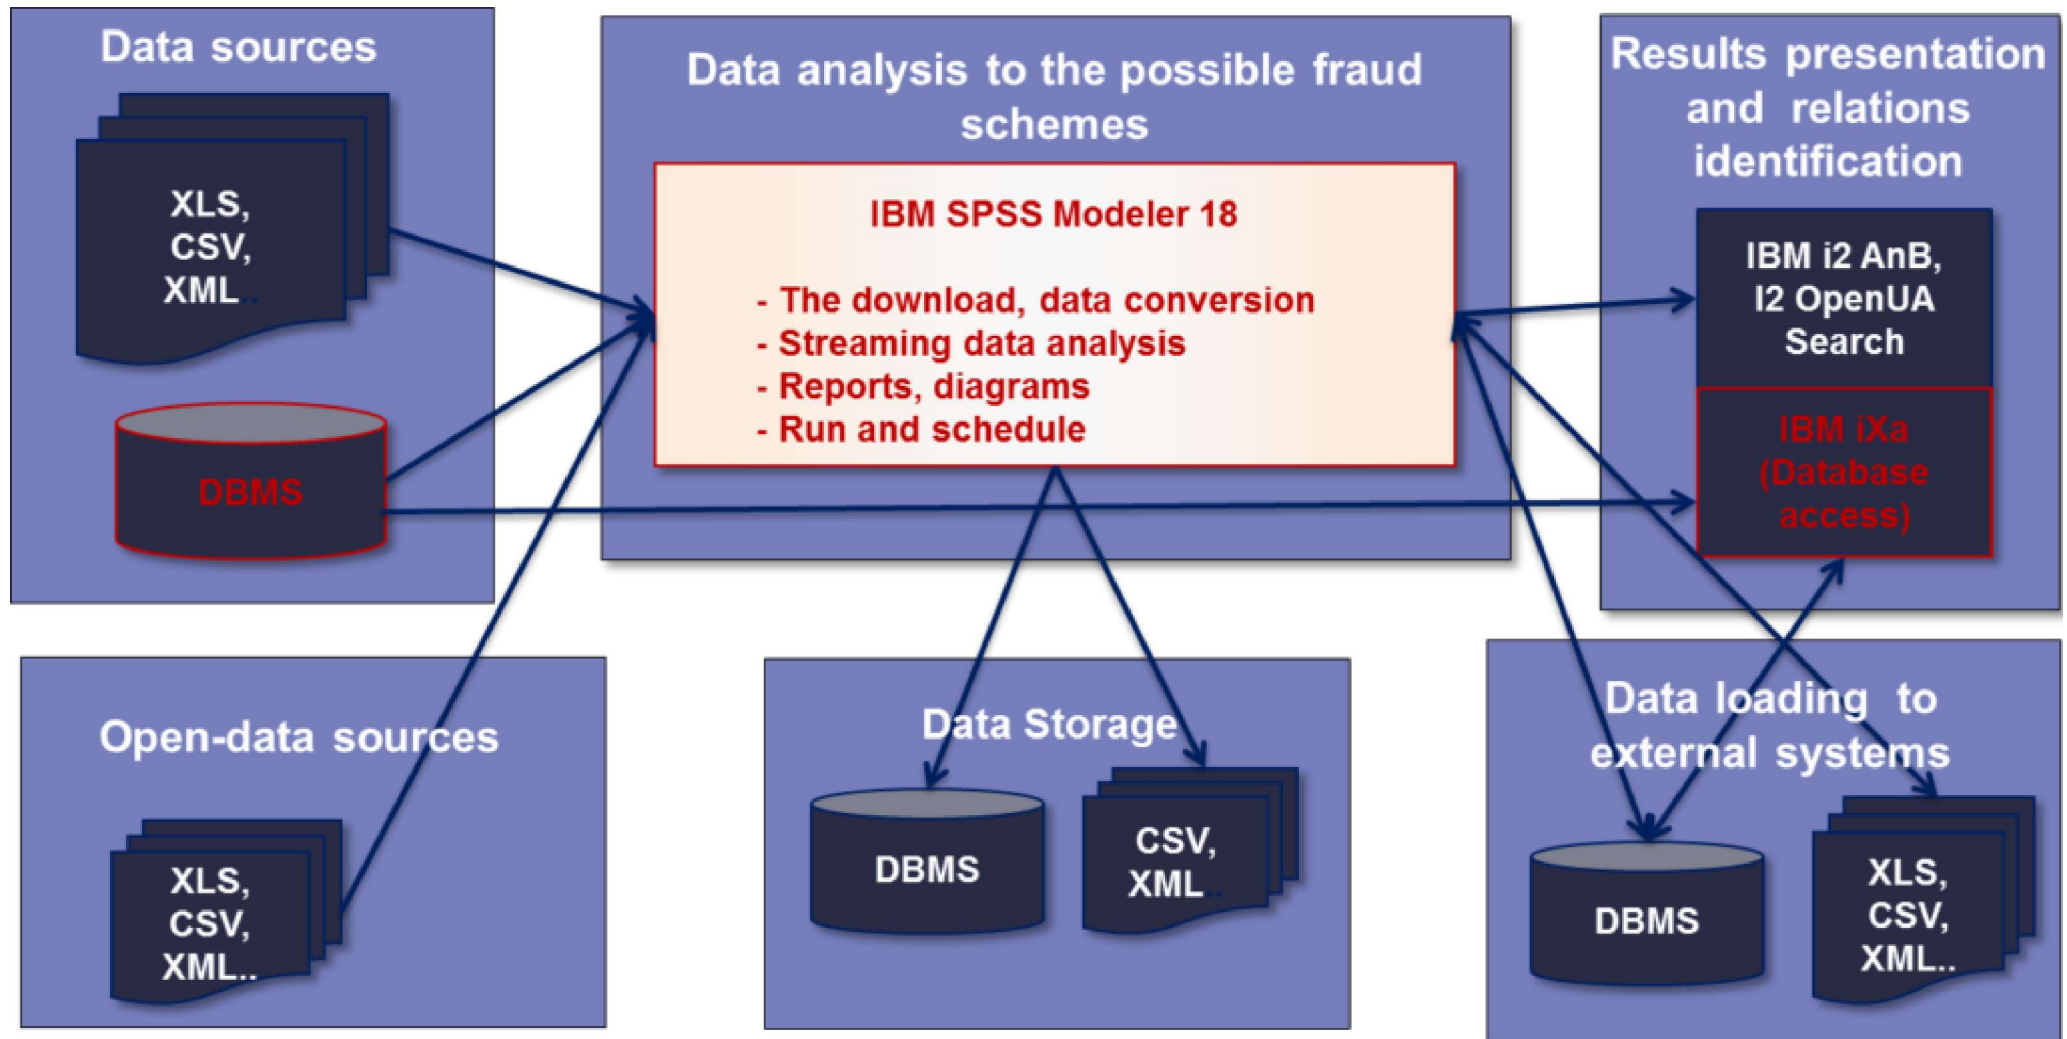 Data sources
XLS,
CSV,
XML..
DBMS
Data analysis to the possible fraud
schemes
IBM SPSS Modeler 18
- The download, data conversion
- Streaming data analysis
- Reports, diagrams
- Run and schedule
Results presentation
and relations
identification
IBM i2 AnB,
I2 OpenUA
Search
IBM iXa
(Database
access)
Open-data sources
XLS,
CSV,
XML..
Data Storage
DBMS
CSV,
XML..
Data loading to
external systems
DBMS
XLS,
CSV,
XML..